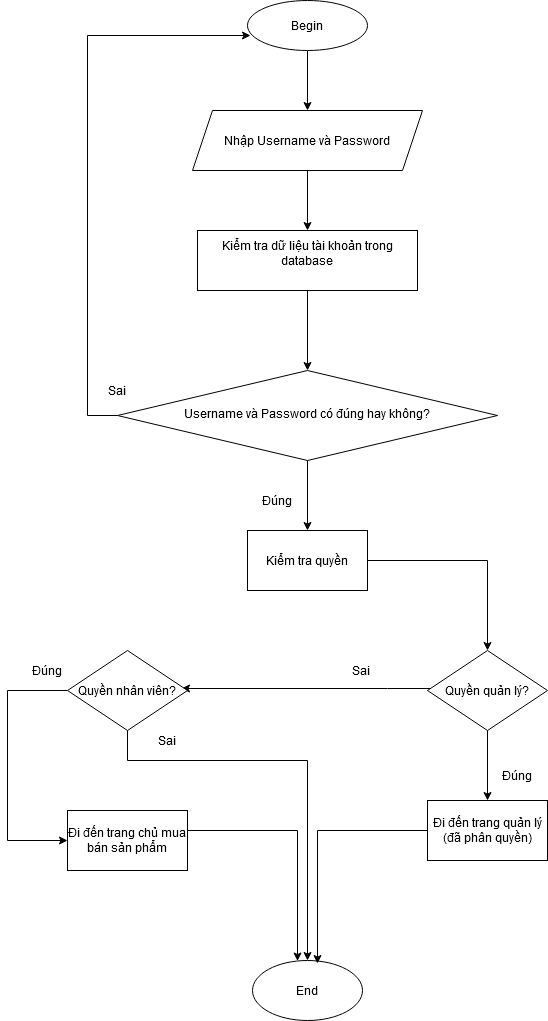 Begin
Nhập Username và Password
Kiểm tra dữ liệu tài khoản trong
database
Sai
Username và Password có đúng hay không?
Đúng
Kiểm tra quyền
Đúng
Quyền nhân viên?
Sai
Quyền quản lý?
Sai
Đúng
Đi đến trang chủ mua
bán sản phẩm
Đi đến trang quản lý
(đã phân quyền)
End